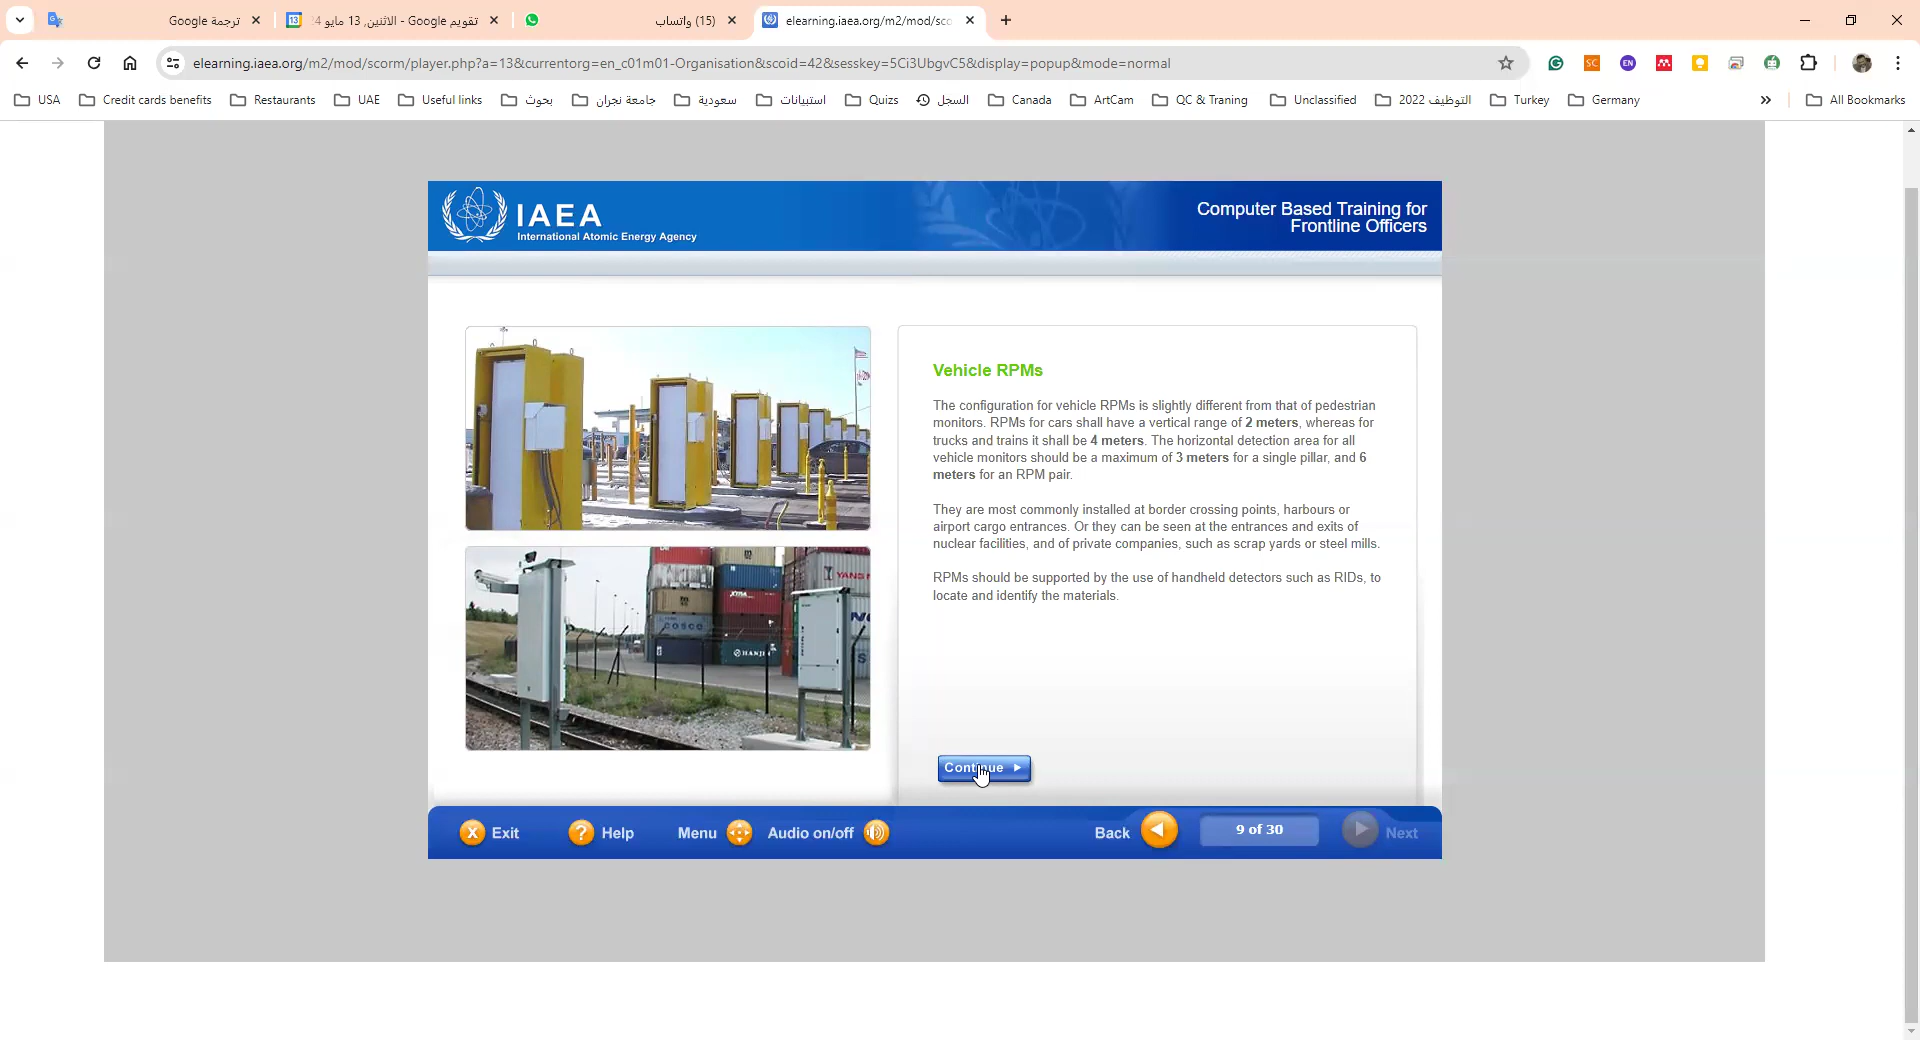 ترجمة Google
تقويم Google - الاثنين, 13 مايو 24
(15) واتساب
elearning.iaea.org/m2/mod/sco
elearning.iaea.org/m2/mod/scorm/player.php?a=13&currentorg=en_c01m01-Organisation&scoid=42&sesskey=5Ci3UbgvC5&display=popup&mode=normal
USA
Credit cards benefits
Restaurants
UAE
Useful links
بحوث
جامعة نجران
سعودية
استبيانات
Quizs
السجل
Canada
ArtCam
QC & Traning
Unclassified
التوظيف 2022
Turkey
Germany
All Bookmarks
IAEA
International Atomic Energy Agency
Computer Based Training for
Frontline Officers
Vehicle RPMs
The configuration for vehicle RPMs is slightly different from that of pedestrian
monitors. RPMs for cars shall have a vertical range of 2 meters, whereas for
trucks and trains it shall be 4 meters. The horizontal detection area for all
vehicle monitors should be a maximum of 3 meters for a single pillar, and 6
meters for an RPM pair.
They are most commonly installed at border crossing points, harbours or
airport cargo entrances. Or they can be seen at the entrances and exits of
nuclear facilities, and of private companies, such as scrap yards or steel mills.
RPMs should be supported by the use of handheld detectors such as RIDs, to
locate and identify the materials.
Continue
Exit
Help
Menu
Audio on/off
Back
9 of 30
Next